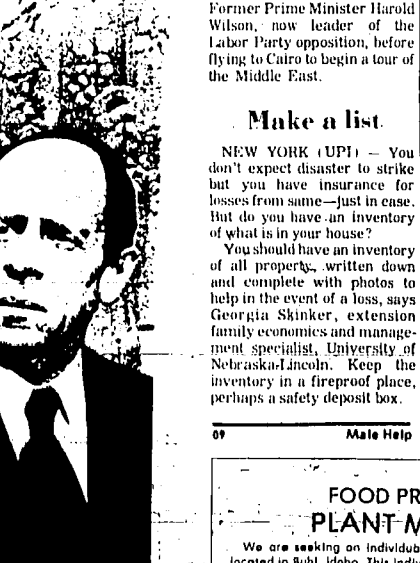 Former Prime Minister Harold
Wilson, now leader of the
Labor Party opposition, before
flying to Cairo to begin a tour of
the Middle East.
Make a list
NEW YORK (UPI) — You
don't expect disaster to strike
but you have insurance for
losses from same—just in case.
But do you have an inventory
of what is in your house?
You should have an inventory
of all property, written down
and complete with photos to
help in the event of a loss, says
Georgia Skinker, extension
family economics and manage-
ment specialist, University of
Nebraska-Lincoln. Keep the
inventory in a fireproof place,
perhaps a safety deposit box.
09 Male Help
FOOD PR
PLANT M
We are seeking an individu
located in Buhl, Idaho. This indi